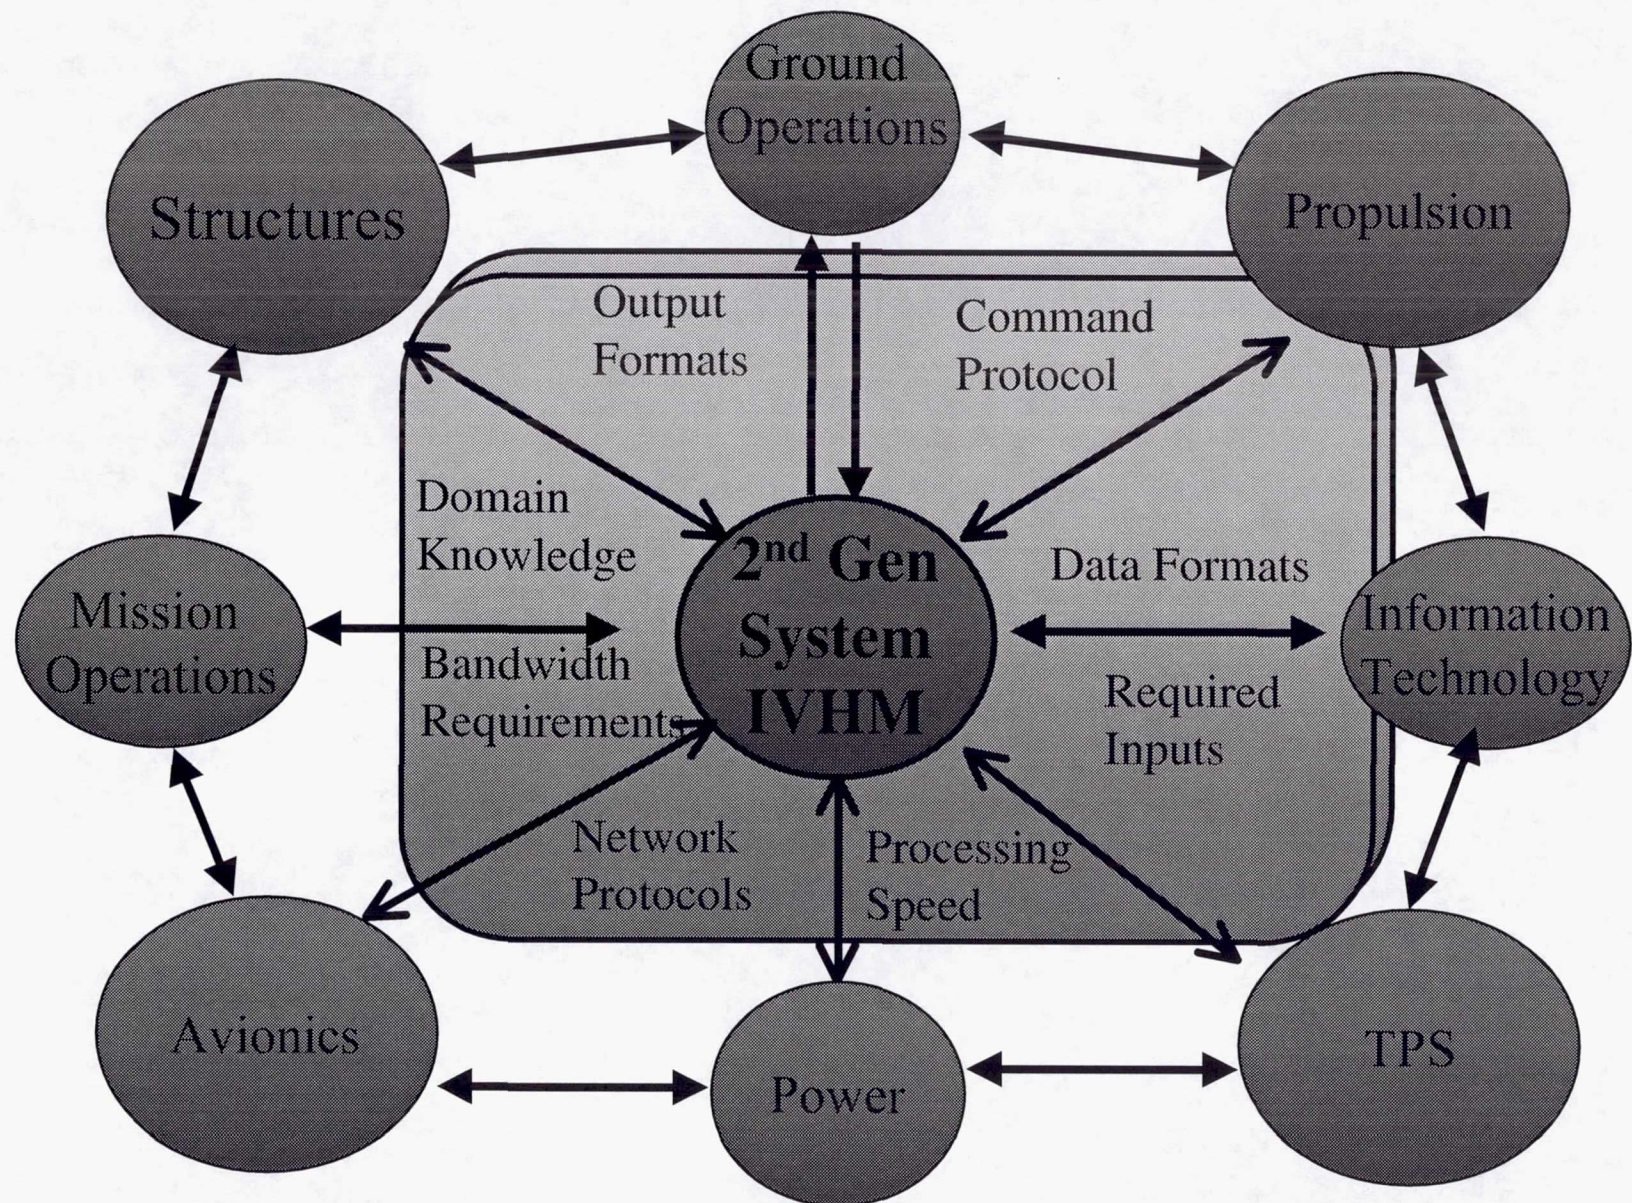 Ground
Operations
Structures
Propulsion
Output
Formats
Command
Protocol
Domain
Knowledge
2nd Gen
System
IVHM
Data Formats
Mission
Operations
Information
Technology
Bandwidth
Requirements
Required
Inputs
Network
Protocols
Processing
Speed
Avionics
Power
TPS